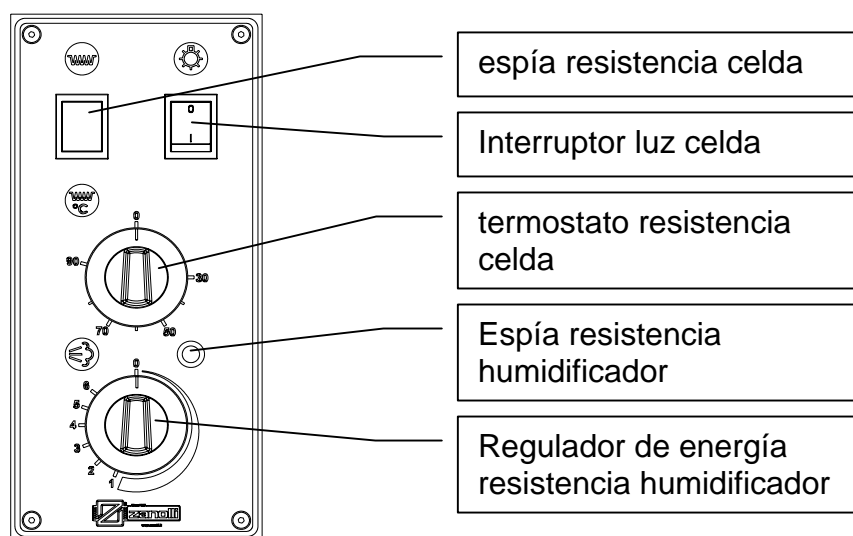 espía resistencia celda
0
I
Interruptor luz celda
°C
0
90
30
70
50
termostato resistencia
celda
Espía resistencia
humidificador
0
6
5
4
3
2
1
Regulador de energía
resistencia humidificador
zanolli